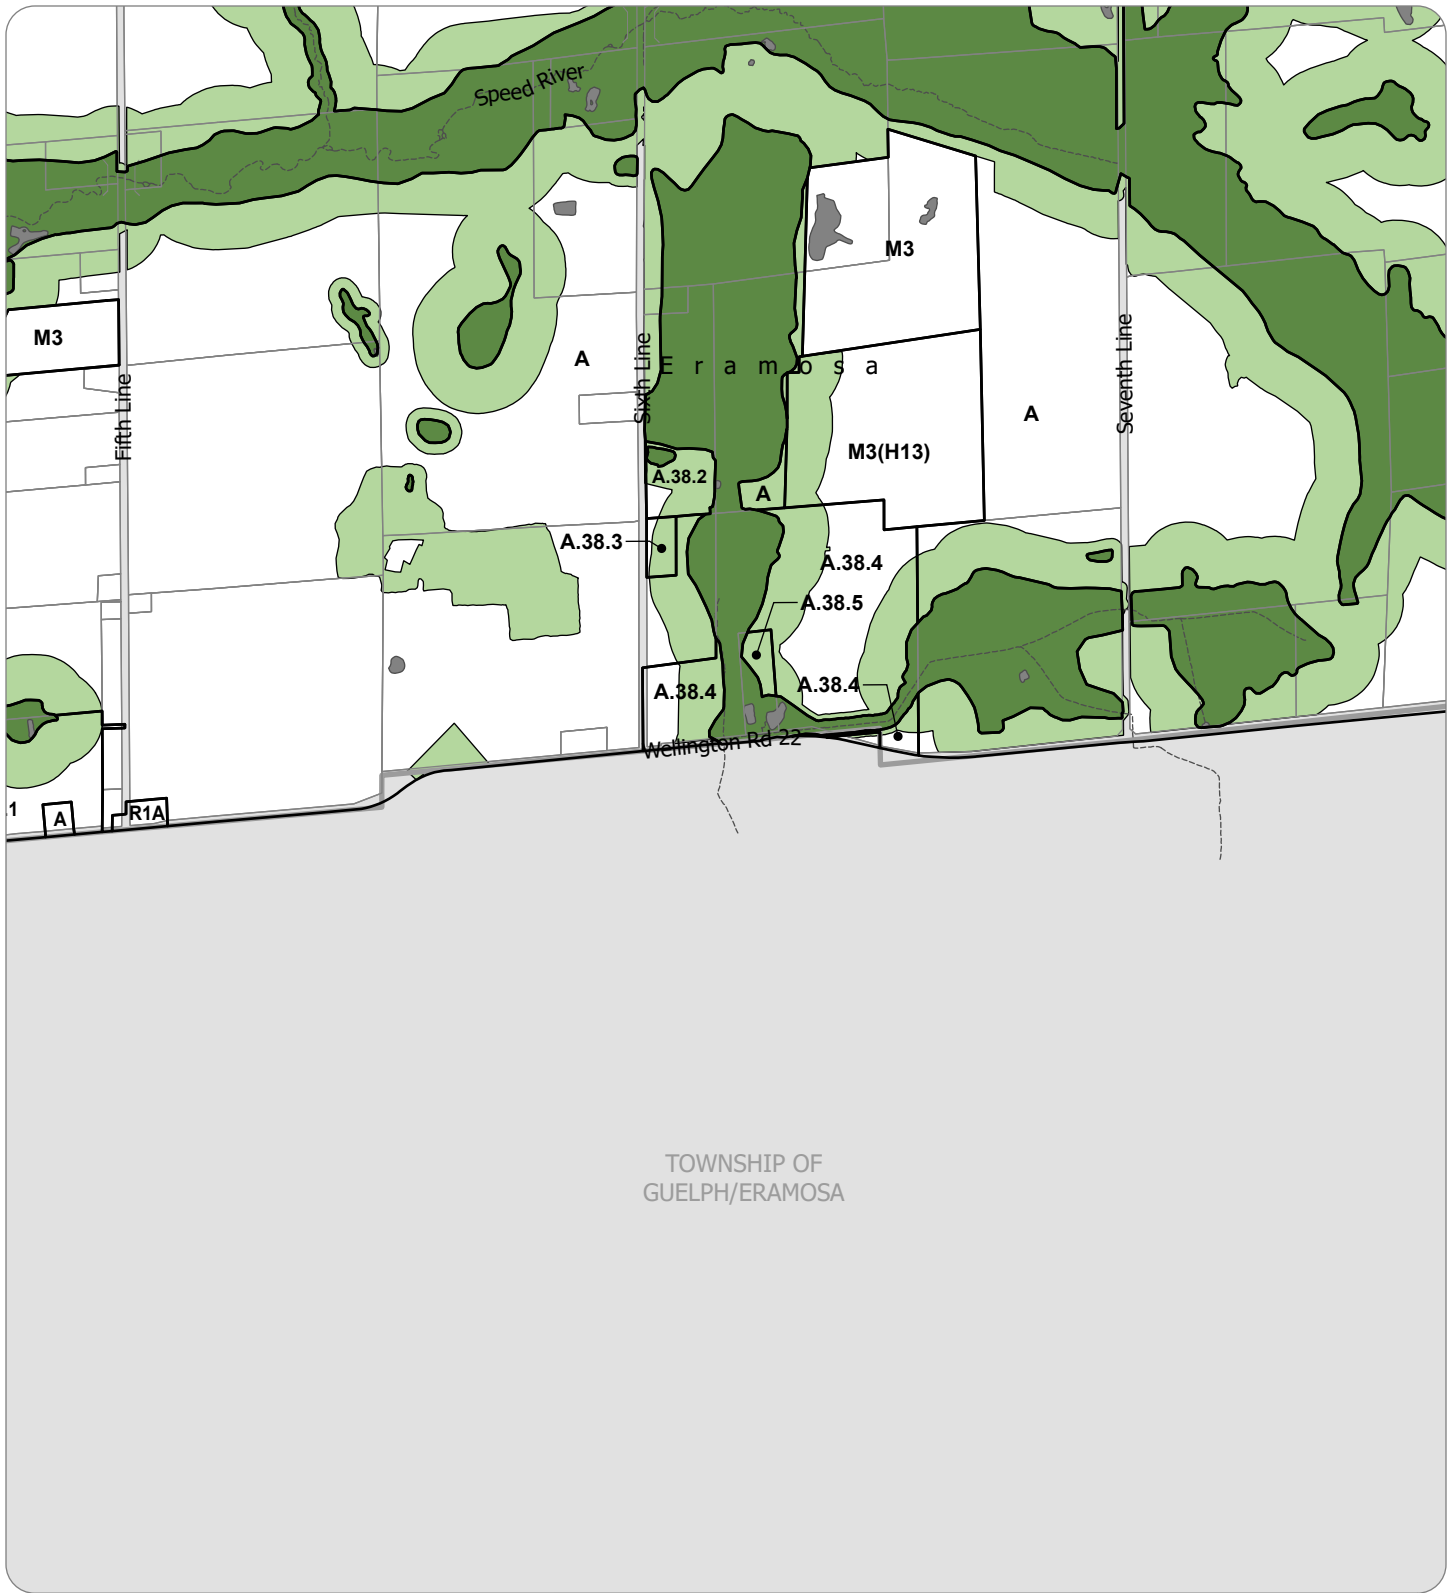 Speed River
M3
M3
Fifth Line
A
Sixth Line
Eramosa
Seventh Line
A
M3(H13)
A.38.2
A
A.38.3
A.38.4
A.38.5
A.38.4
A.38.4
Wellington Rd 22
.1
A
R1A
TOWNSHIP OF
GUELPH/ERAMOSA